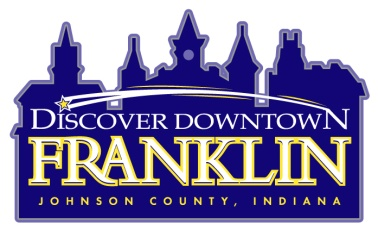 DISCOVER DOWNTOWN
FRANKLIN
JOHNSON COUNTY, INDIANA